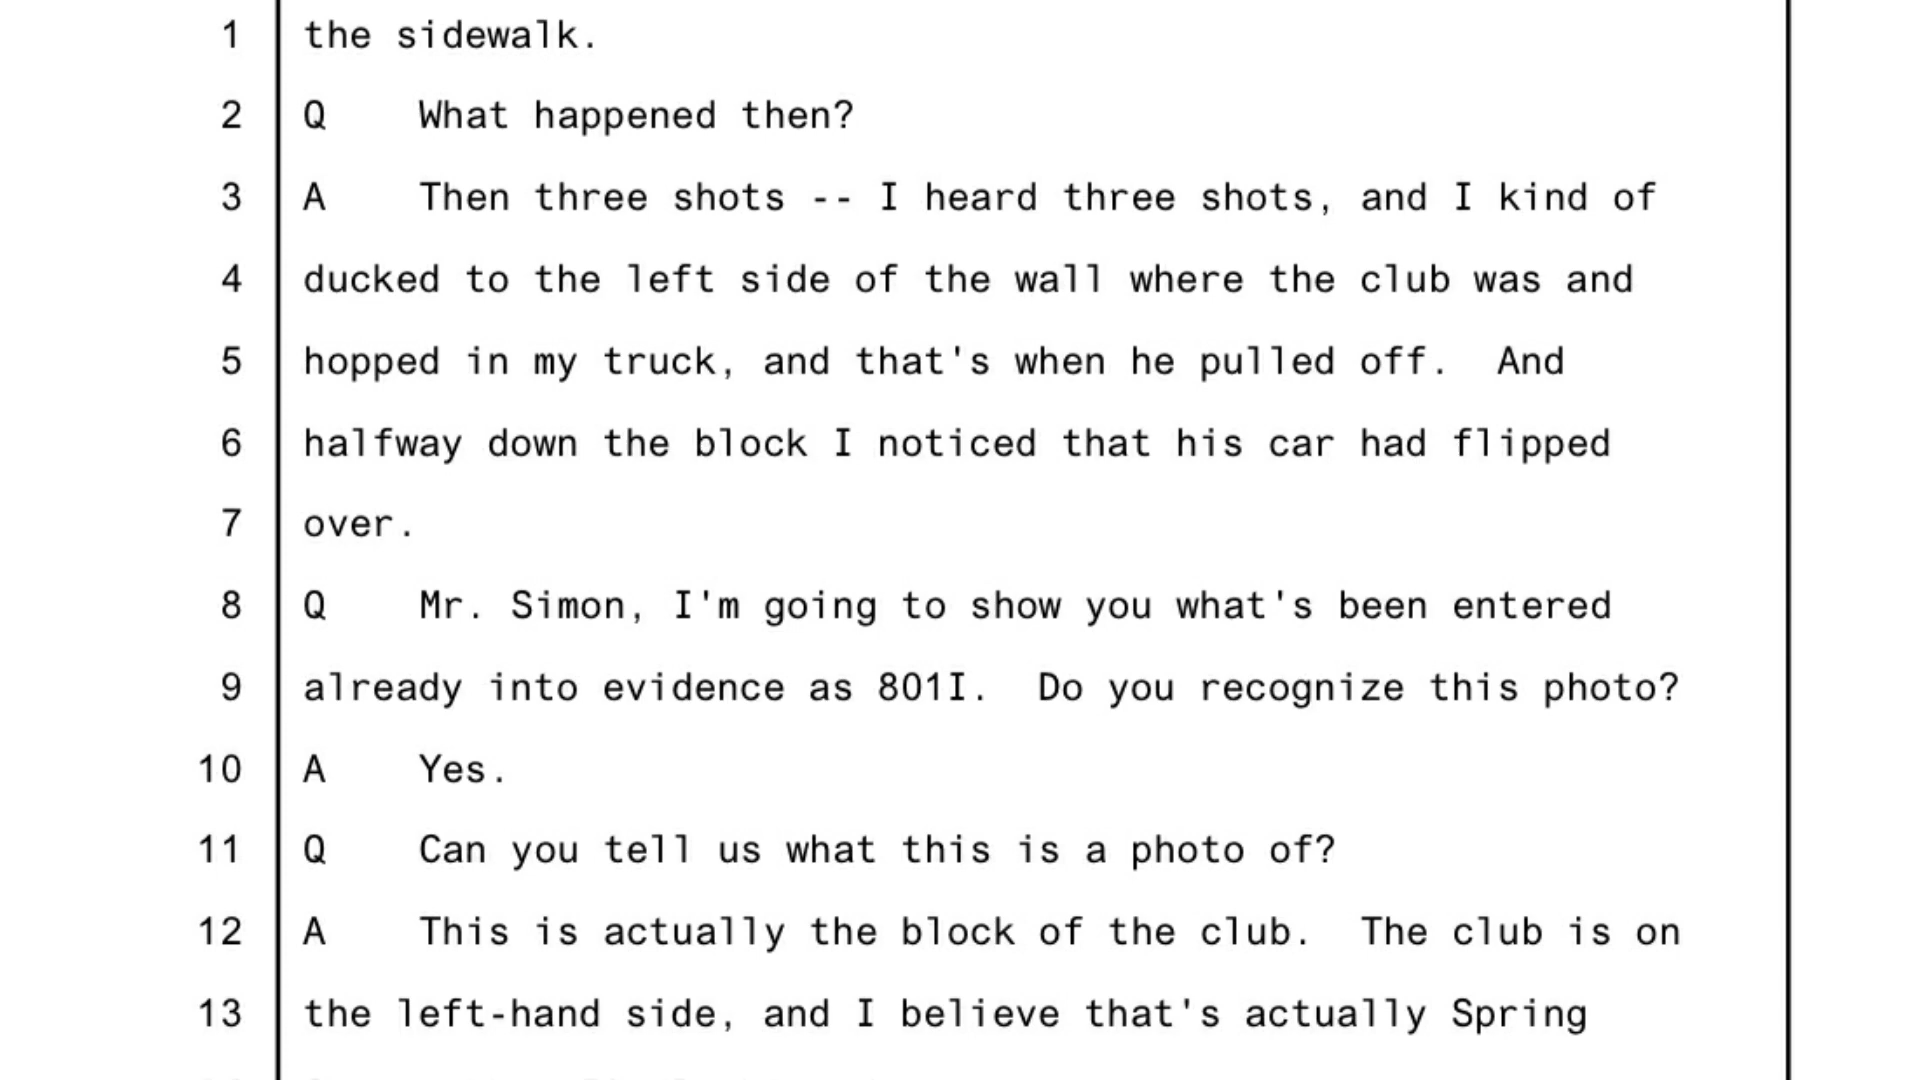 1 the sidewalk.
2 Q What happened then?
3 A Then three shots -- I heard three shots, and I kind of
4 ducked to the left side of the wall where the club was and
5 hopped in my truck, and that's when he pulled off. And
6 halfway down the block I noticed that his car had flipped
7 over.
8 Q Mr. Simon, I'm going to show you what's been entered
9 already into evidence as 801I. Do you recognize this photo?
10 A Yes.
11 Q Can you tell us what this is a photo of?
12 A This is actually the block of the club. The club is on
13 the left-hand side, and I believe that's actually Spring